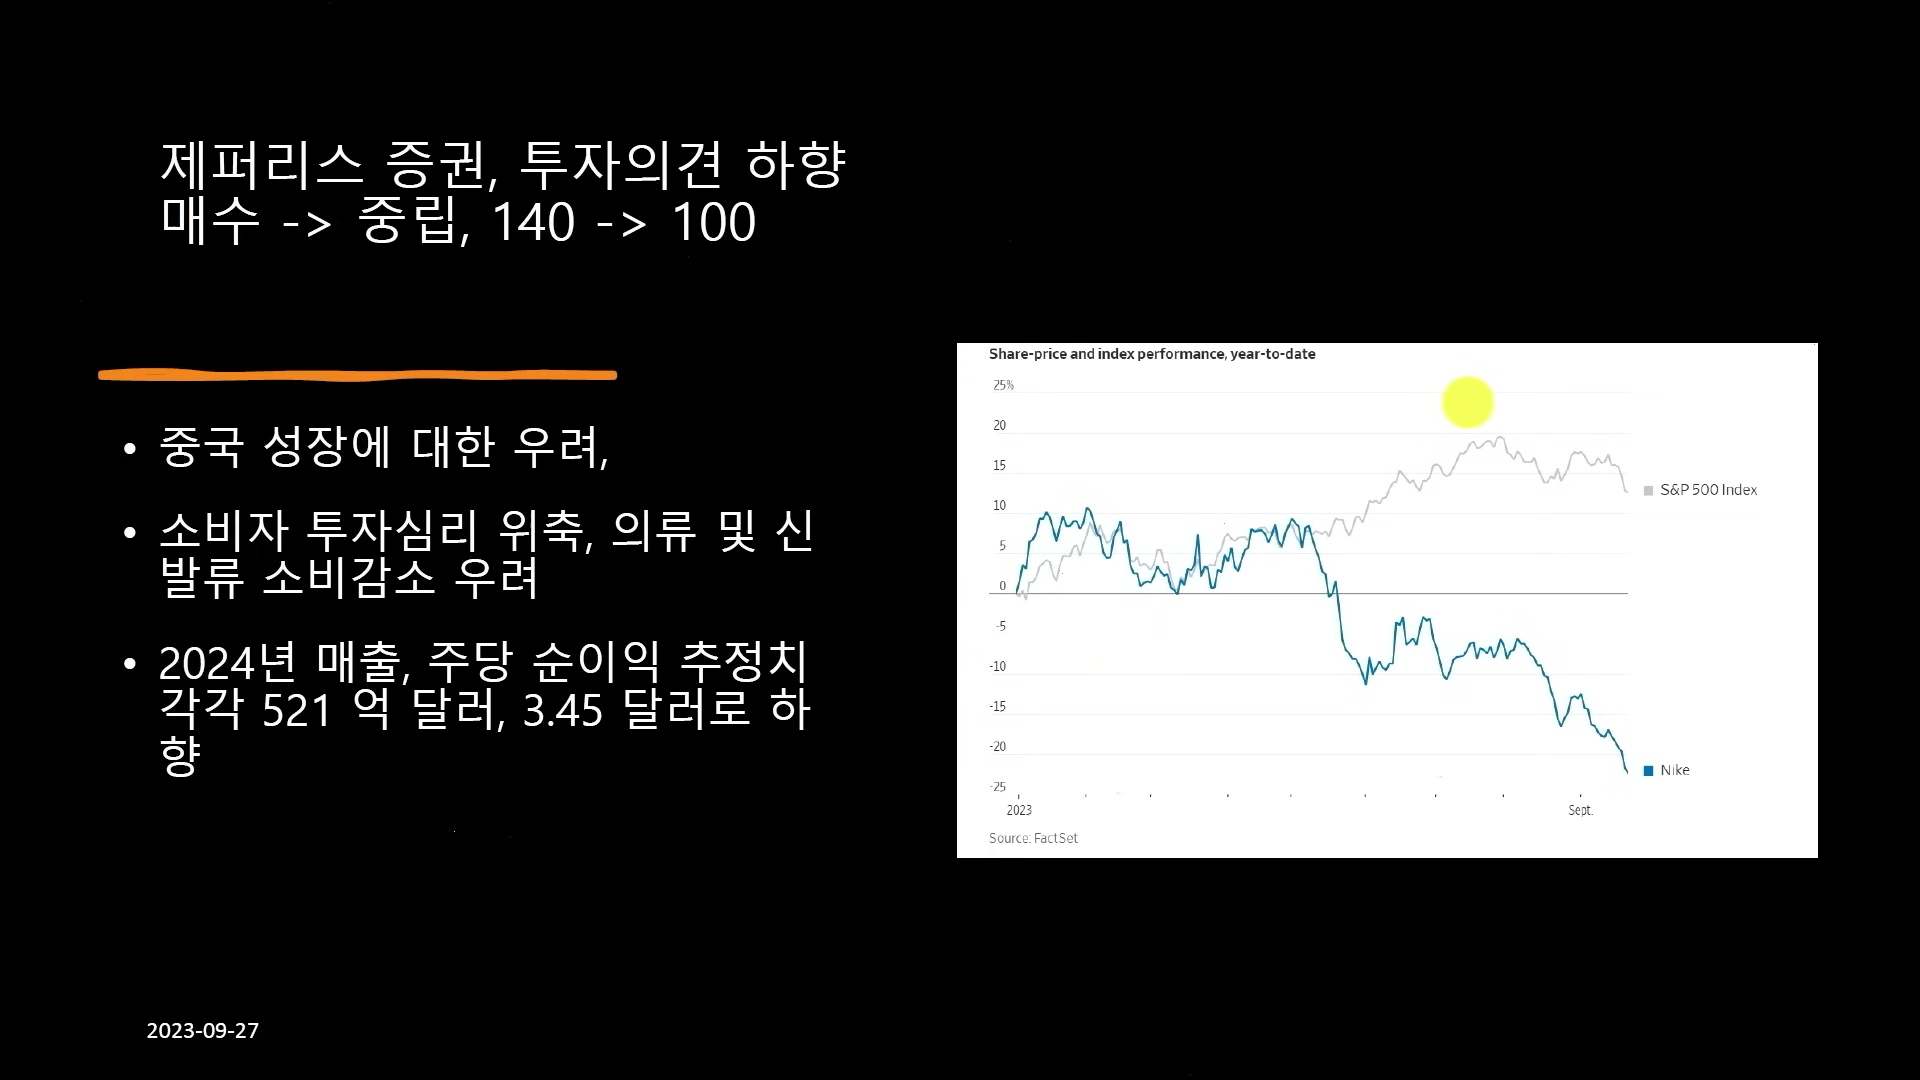 제퍼리스 증권, 투자의견 하향
매수 -> 중립, 140 -> 100
• 중국 성장에 대한 우려,
• 소비자 투자심리 위축, 의류 및 신
발류 소비감소 우려
• 2024년 매출, 주당 순이익 추정치
각각 521 억 달러, 3.45 달러로 하
향
Share-price and index performance, year-to-date
25%
20
15
10
5
0
-5
-10
-15
-20
-25
S&P 500 Index
Nike
2023 Sept.
Source: FactSet
2023-09-27